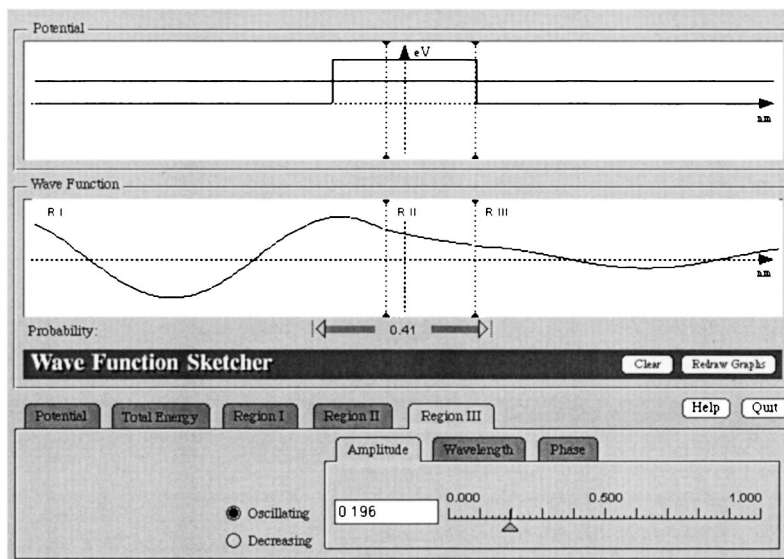 Potential
eV
nm
Wave Function
R I
R II
R III
nm
Probability:
0.41
Wave Function Sketcher
Clear
Redraw Graphs
Potential
Total Energy
Region I
Region II
Region III
Help
Quit
Amplitude
Wavelength
Phase
Oscillating
Decreasing
0 196
0.000
0.500
1.000